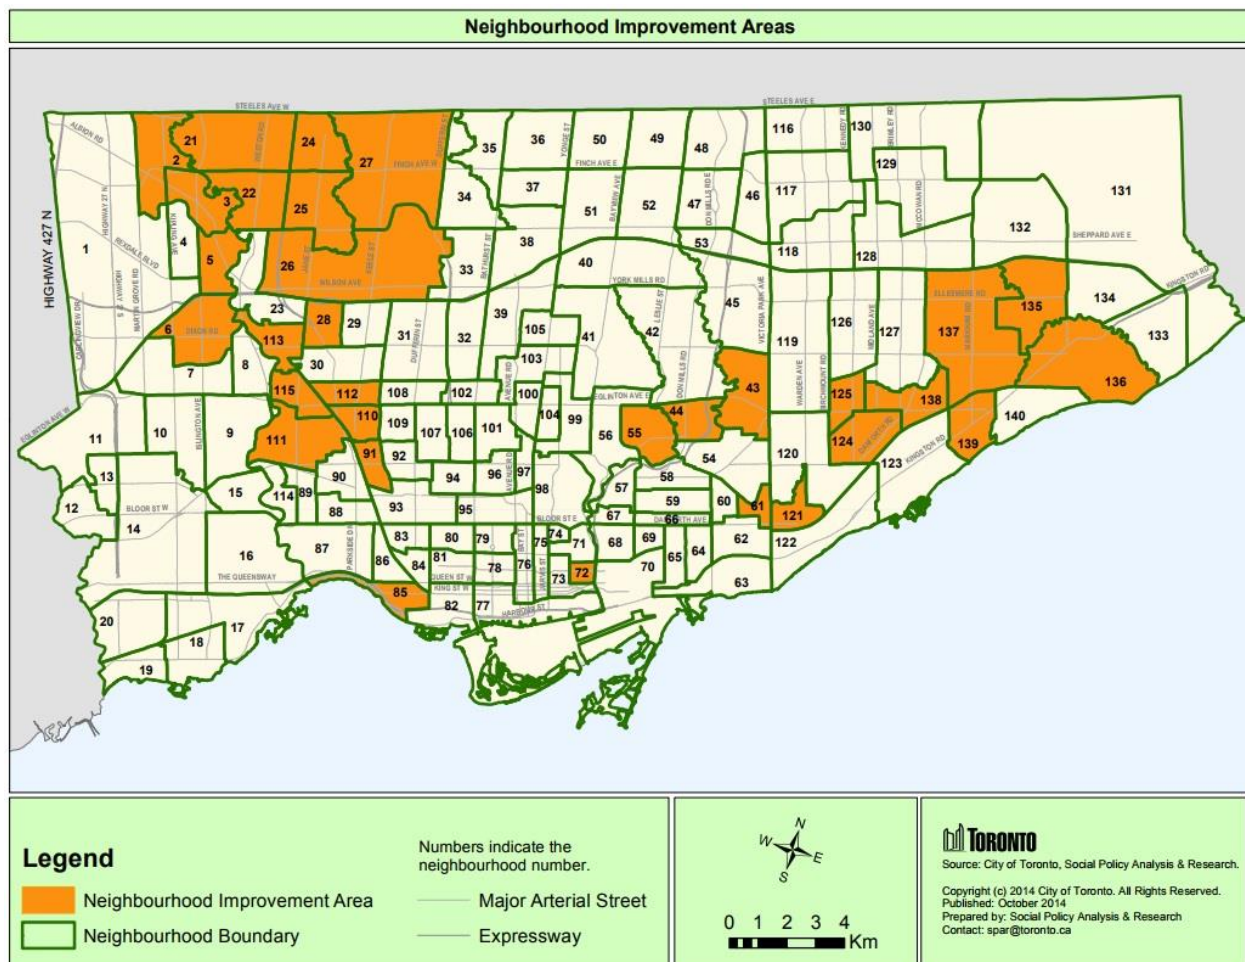 Neighbourhood Improvement Areas
STEELES AVE W
STEELES AVE E
ALBION RD
WESTON RD
DUFFERIN ST
YONGE ST
KENNEDY RD
BRIMLEY RD
116
130
21
24
35
36
50
49
48
2
27
FINCH AVE W
FINCH AVE E
129
HIGHWAY 27 N
3
22
25
34
37
51
BAYVIEW AVE
52
47
DON MILLS RD E
46
117
MCCOWAN RD
131
HIGHWAY 427 N
1
KIPLING AVE
4
5
REXDALE BLVD
26
JANE ST
KEELE ST
33
BATHURST ST
38
40
53
118
128
132
SHEPPARD AVE E
WILSON AVE
YORK MILLS RD
HIGHWAY 27 S
MARTIN GROVE RD
23
28
29
31
DUFFERIN ST
32
39
105
41
42
LESLIE ST
45
VICTORIA PARK AVE
119
126
MIDLAND AVE
127
ELLESMERE RD
137
135
134
KINGSTON RD
133
6
DIXON RD
113
103
DON MILLS RD
WARDEN AVE
BIRCHMOUNT RD
7
8
30
115
112
108
102
AVENUE RD
100
EGLINTON AVE E
43
125
138
136
EGLINTON AVE W
11
10
ISLINGTON AVE
9
111
110
109
107
106
101
104
99
56
55
44
124
DANFORTH RD
139
140
91
92
54
120
123
KINGSTON RD
13
12
15
90
94
96
AVENUE RD
97
98
57
58
114
89
88
93
95
BLOOR ST W
BLOOR ST E
59
60
61
121
14
67
DANFORTH AVE
66
16
87
PARKSIDE DR
83
80
79
BAY ST
75
74
71
68
69
62
122
86
84
81
78
76
JARVIS ST
73
72
70
65
64
63
THE QUEENSWAY
QUEEN ST W
KING ST W
85
82
77
HARBOUR ST
20
17
18
19
Legend
Neighbourhood Improvement Area
Neighbourhood Boundary
Numbers indicate the
neighbourhood number.
Major Arterial Street
Expressway
N
W
E
S
0 1 2 3 4
Km
TORONTO
Source: City of Toronto, Social Policy Analysis & Research.
Copyright (c) 2014 City of Toronto. All Rights Reserved.
Published: October 2014
Prepared by: Social Policy Analysis & Research
Contact: spar@toronto.ca